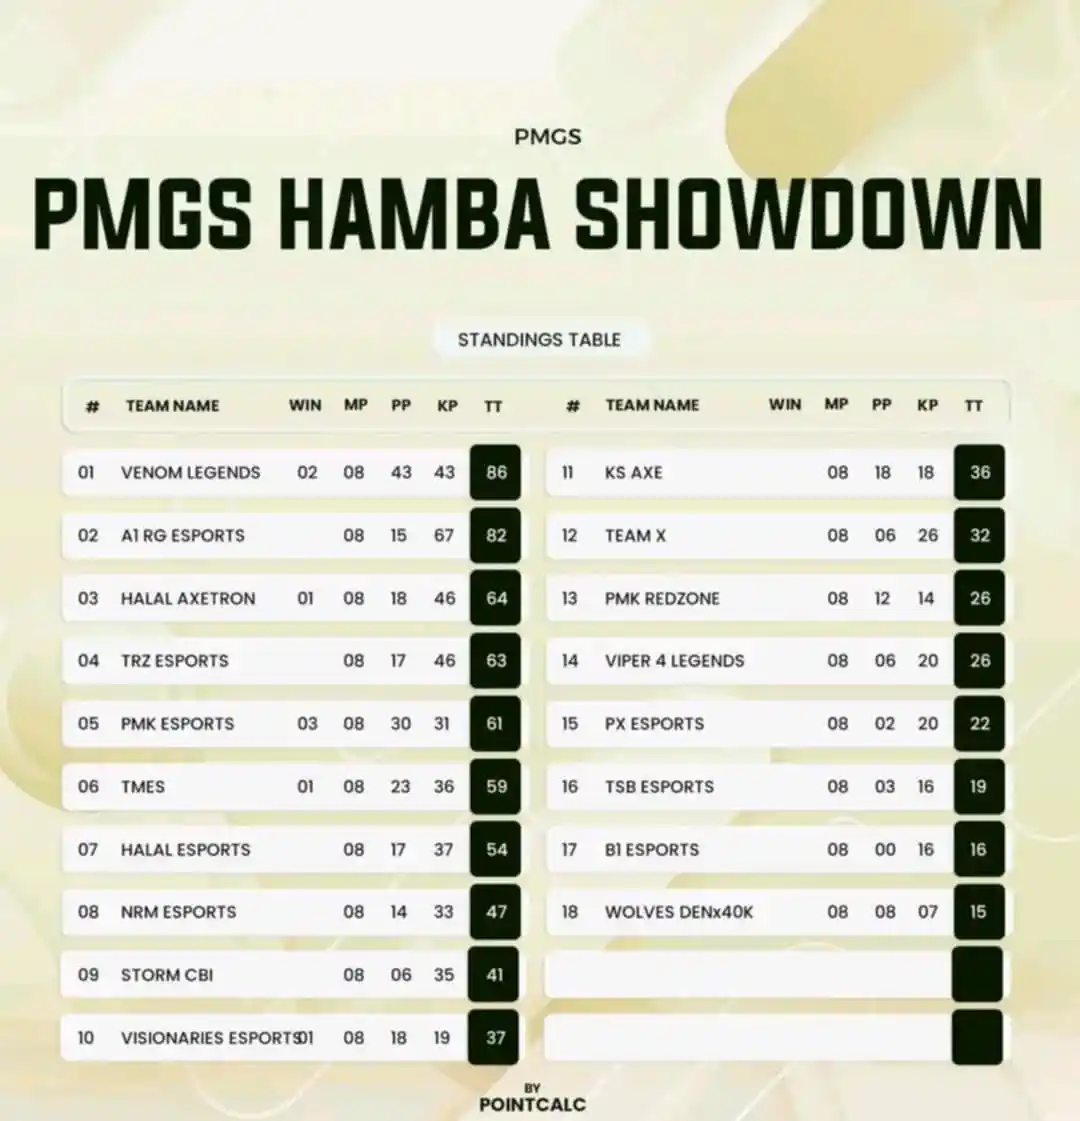 PMGS
PMGS HAMBA SHOWDOWN
STANDINGS TABLE
# TEAM NAME WIN MP PP KP TT
01 VENOM LEGENDS 02 08 43 43 86
02 A1 RG ESPORTS 08 15 67 82
03 HALAL AXETRON 01 08 18 46 64
04 TRZ ESPORTS 08 17 46 63
05 PMK ESPORTS 03 08 30 31 61
06 TMES 01 08 23 36 59
07 HALAL ESPORTS 08 17 37 54
08 NRM ESPORTS 08 14 33 47
09 STORM CBI 08 06 35 41
10 VISIONARIES ESPORTS 01 08 18 19 37
# TEAM NAME WIN MP PP KP TT
11 KS AXE 08 18 18 36
12 TEAM X 08 06 26 32
13 PMK REDZONE 08 12 14 26
14 VIPER 4 LEGENDS 08 06 20 26
15 PX ESPORTS 08 02 20 22
16 TSB ESPORTS 08 03 16 19
17 B1 ESPORTS 08 00 16 16
18 WOLVES DENx40K 08 08 07 15
BY
POINTCALC